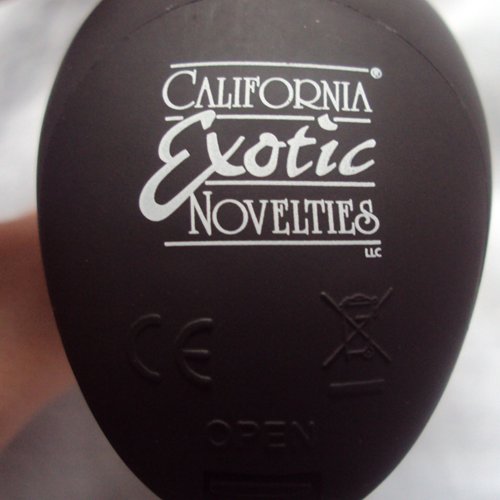 CALIFORNIA®
Exotic
NOVELTIES
LLC
CE
OPEN